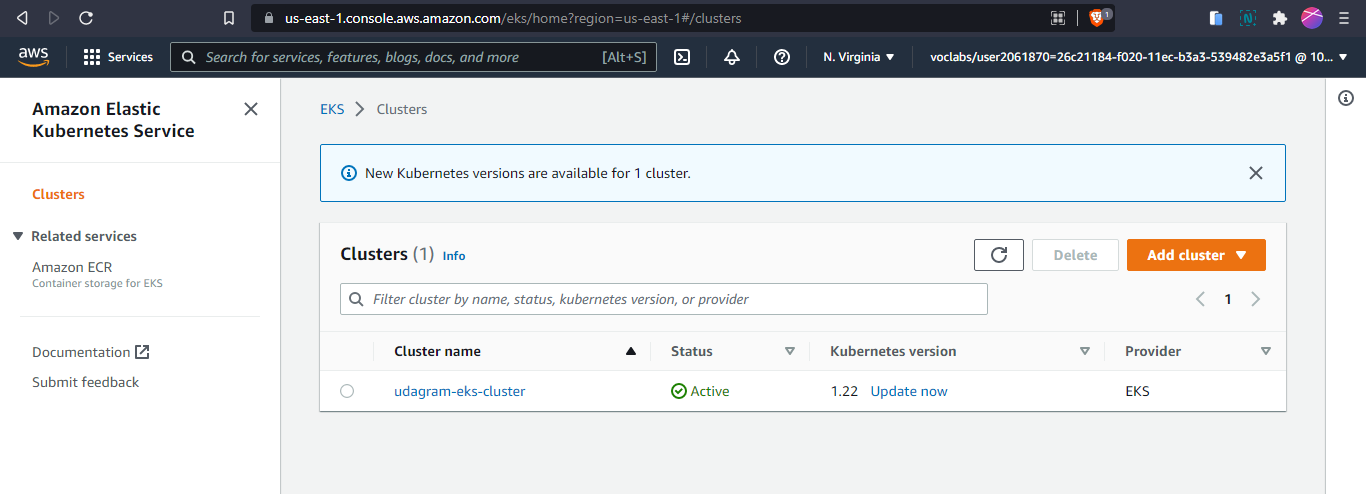 us-east-1.console.aws.amazon.com/eks/home?region=us-east-1#/clusters
1
aws
Services
Search for services, features, blogs, docs, and more
[Alt+S]
N. Virginia
voclabs/user2061870=26c21184-f020-11ec-b3a3-539482e3a5f1 @ 10...
Amazon Elastic
Kubernetes Service
Clusters
Related services
Amazon ECR
Container storage for EKS
Documentation
Submit feedback
EKS > Clusters
New Kubernetes versions are available for 1 cluster.
Clusters (1) Info
Delete
Add cluster
Filter cluster by name, status, kubernetes version, or provider
1
Cluster name Status Kubernetes version Provider
udagram-eks-cluster Active 1.22 Update now EKS